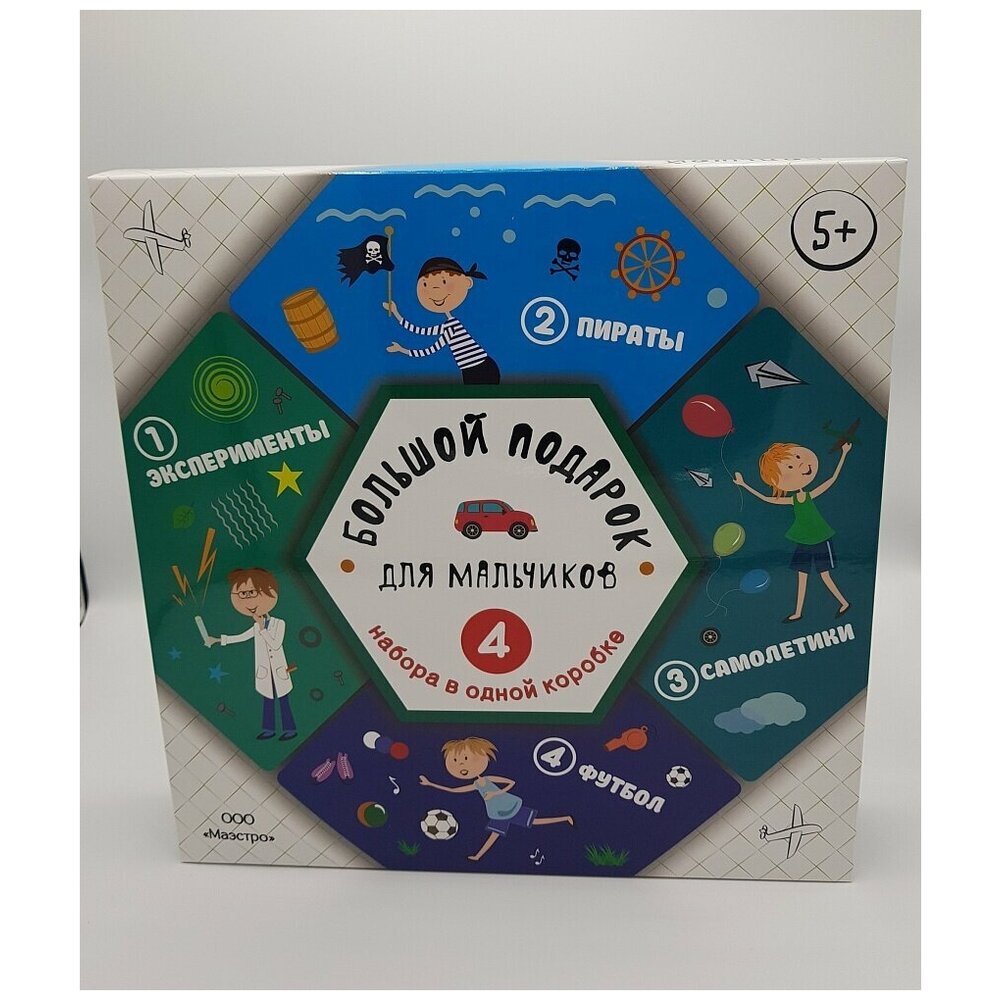 5+
2 ПИРАТЫ
1
ЭКСПЕРИМЕНТЫ
БОЛЬШОЙ ПОДАРОК
ДЛЯ МАЛЬЧИКОВ
4
набора в одной коробке
3 САМОЛЕТИКИ
4 ФУТБОЛ
ООО
«Маэстро»